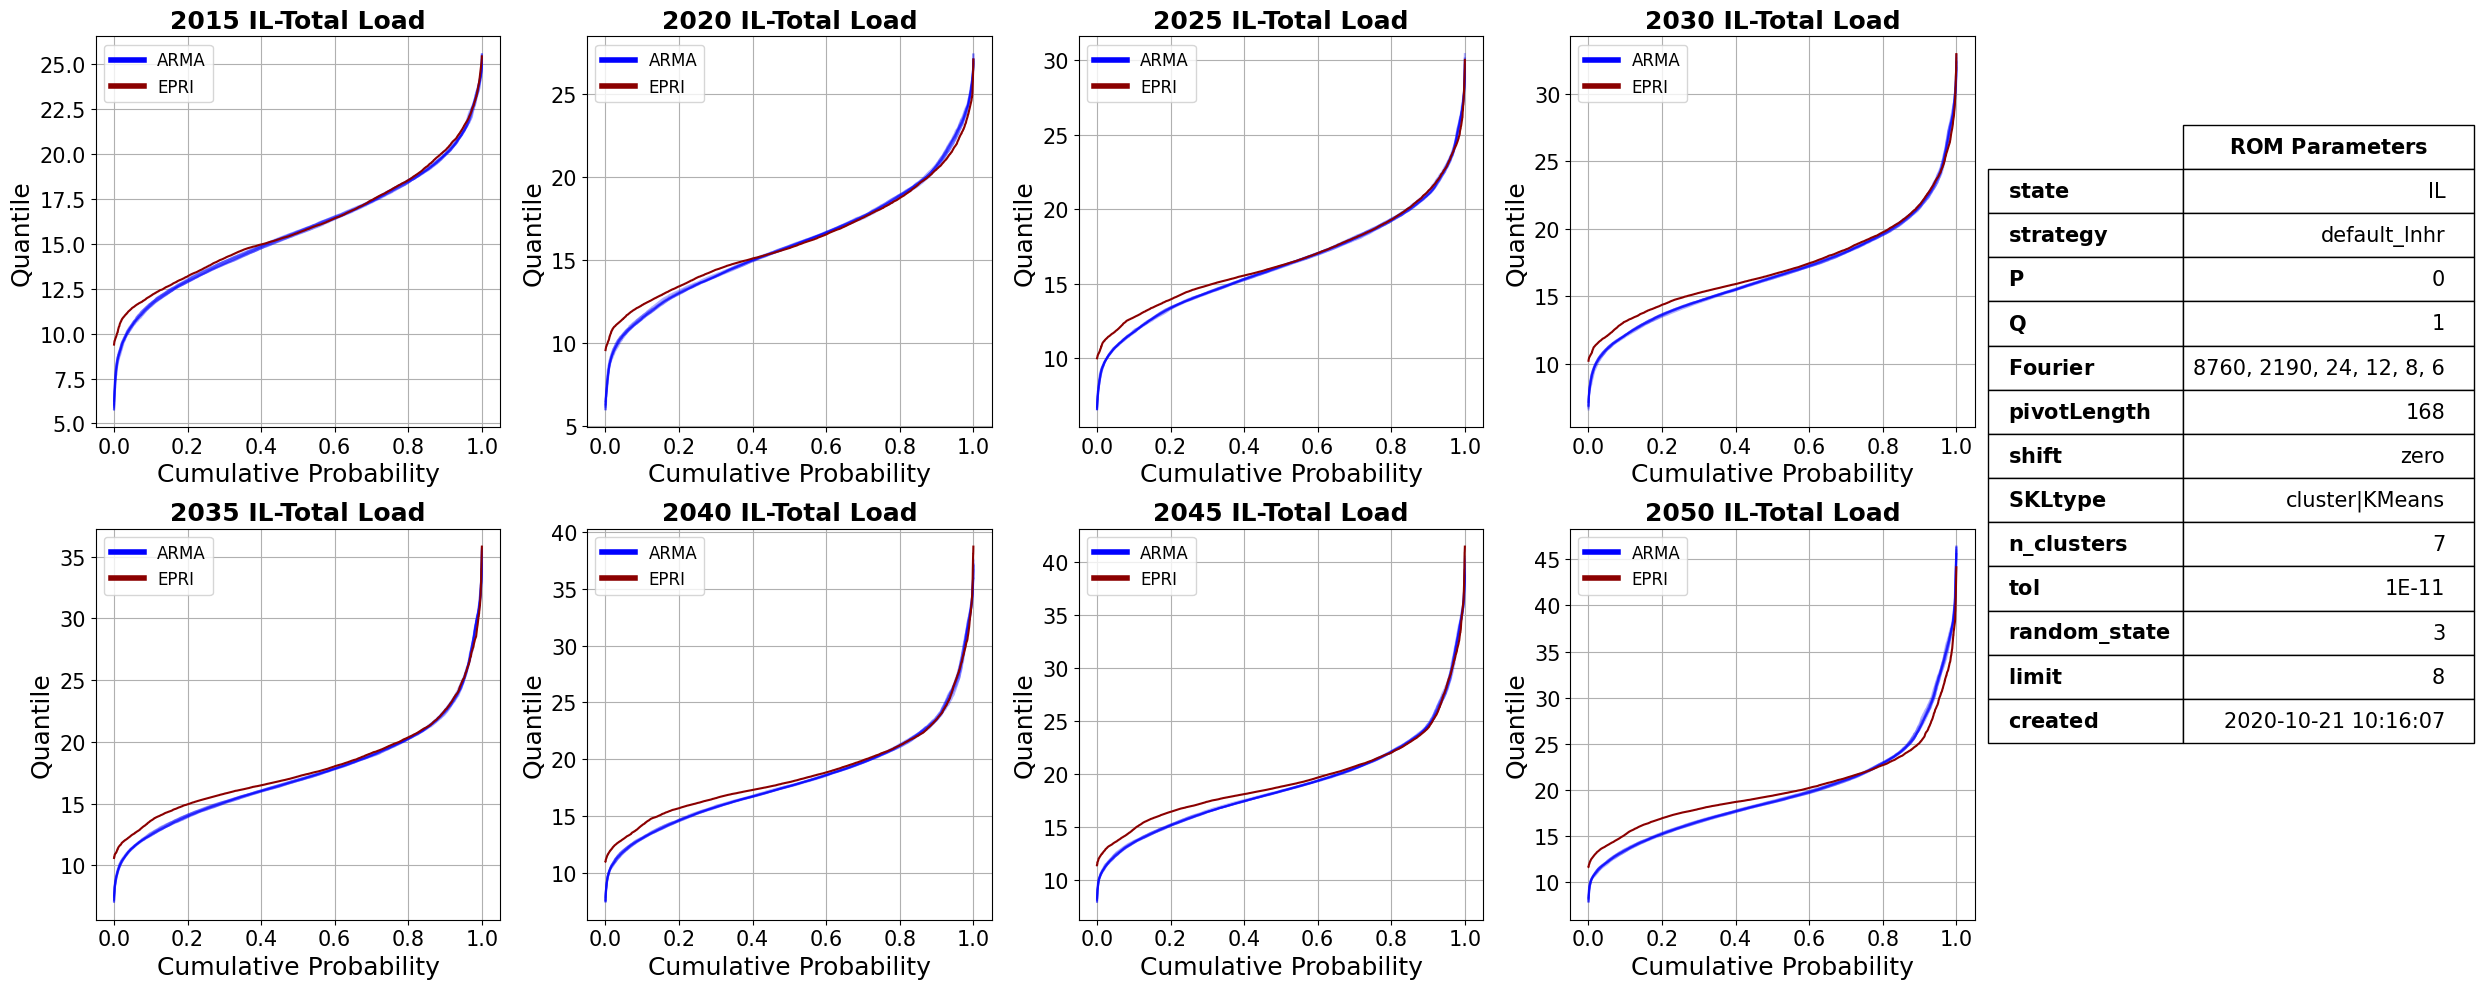 2015 IL-Total Load
ARMA
EPRI
Quantile
25.0
22.5
20.0
17.5
15.0
12.5
10.0
7.5
5.0
0.0 0.2 0.4 0.6 0.8 1.0
Cumulative Probability
2020 IL-Total Load
ARMA
EPRI
Quantile
25
20
15
10
5
0.0 0.2 0.4 0.6 0.8 1.0
Cumulative Probability
2025 IL-Total Load
ARMA
EPRI
Quantile
30
25
20
15
10
0.0 0.2 0.4 0.6 0.8 1.0
Cumulative Probability
2030 IL-Total Load
ARMA
EPRI
Quantile
30
25
20
15
10
0.0 0.2 0.4 0.6 0.8 1.0
Cumulative Probability
2035 IL-Total Load
ARMA
EPRI
Quantile
35
30
25
20
15
10
0.0 0.2 0.4 0.6 0.8 1.0
Cumulative Probability
2040 IL-Total Load
ARMA
EPRI
Quantile
40
35
30
25
20
15
10
0.0 0.2 0.4 0.6 0.8 1.0
Cumulative Probability
2045 IL-Total Load
ARMA
EPRI
Quantile
40
35
30
25
20
15
10
0.0 0.2 0.4 0.6 0.8 1.0
Cumulative Probability
2050 IL-Total Load
ARMA
EPRI
Quantile
45
40
35
30
25
20
15
10
0.0 0.2 0.4 0.6 0.8 1.0
Cumulative Probability
ROM Parameters
state IL
strategy default_lnhr
P 0
Q 1
Fourier 8760, 2190, 24, 12, 8, 6
pivotLength 168
shift zero
SKLtype cluster|KMeans
n_clusters 7
tol 1E-11
random_state 3
limit 8
created 2020-10-21 10:16:07